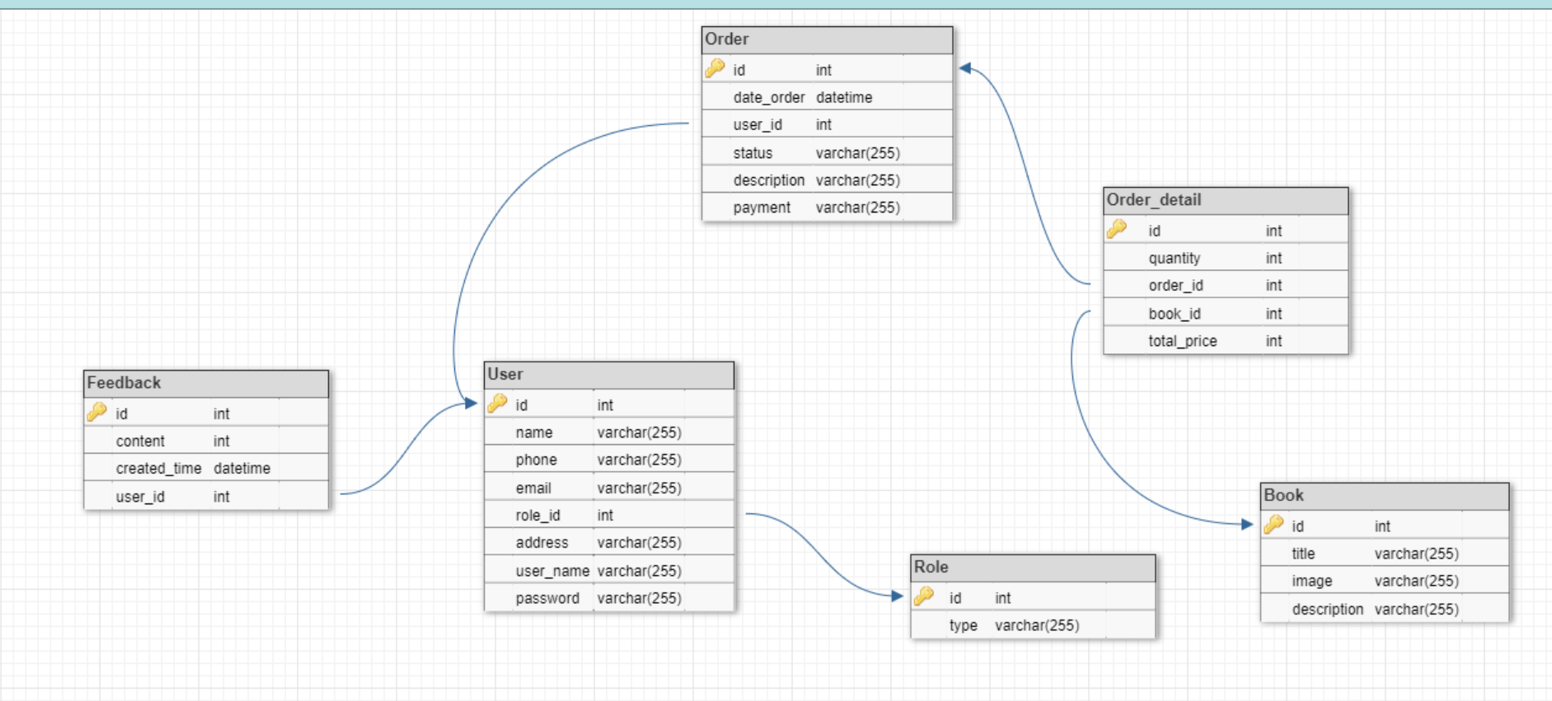 Order
id int
date_order datetime
user_id int
status varchar(255)
description varchar(255)
payment varchar(255)
Order_detail
id int
quantity int
order_id int
book_id int
total_price int
Feedback
id int
content int
created_time datetime
user_id int
User
id int
name varchar(255)
phone varchar(255)
email varchar(255)
role_id int
address varchar(255)
user_name varchar(255)
password varchar(255)
Role
id int
type varchar(255)
Book
id int
title varchar(255)
image varchar(255)
description varchar(255)